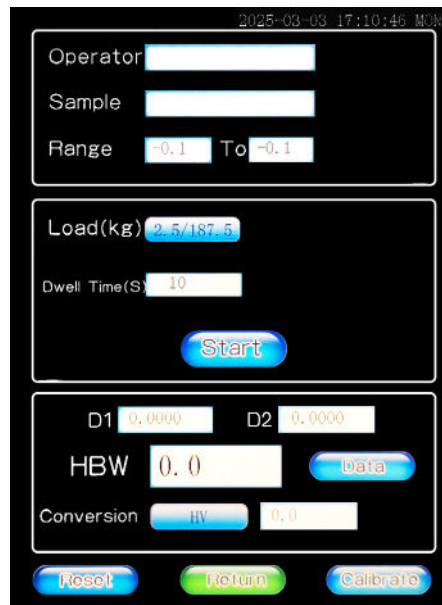 2025-03-03 17:10:46 MON
Operator
Sample
Range -0.1 To -0.1
Load(kg) 2.5/187.5
Dwell Time(S) 10
Start
D1 0.0000 D2 0.0000
HBW 0.0 Data
Conversion HV 0.0
Reset Return Calibrate